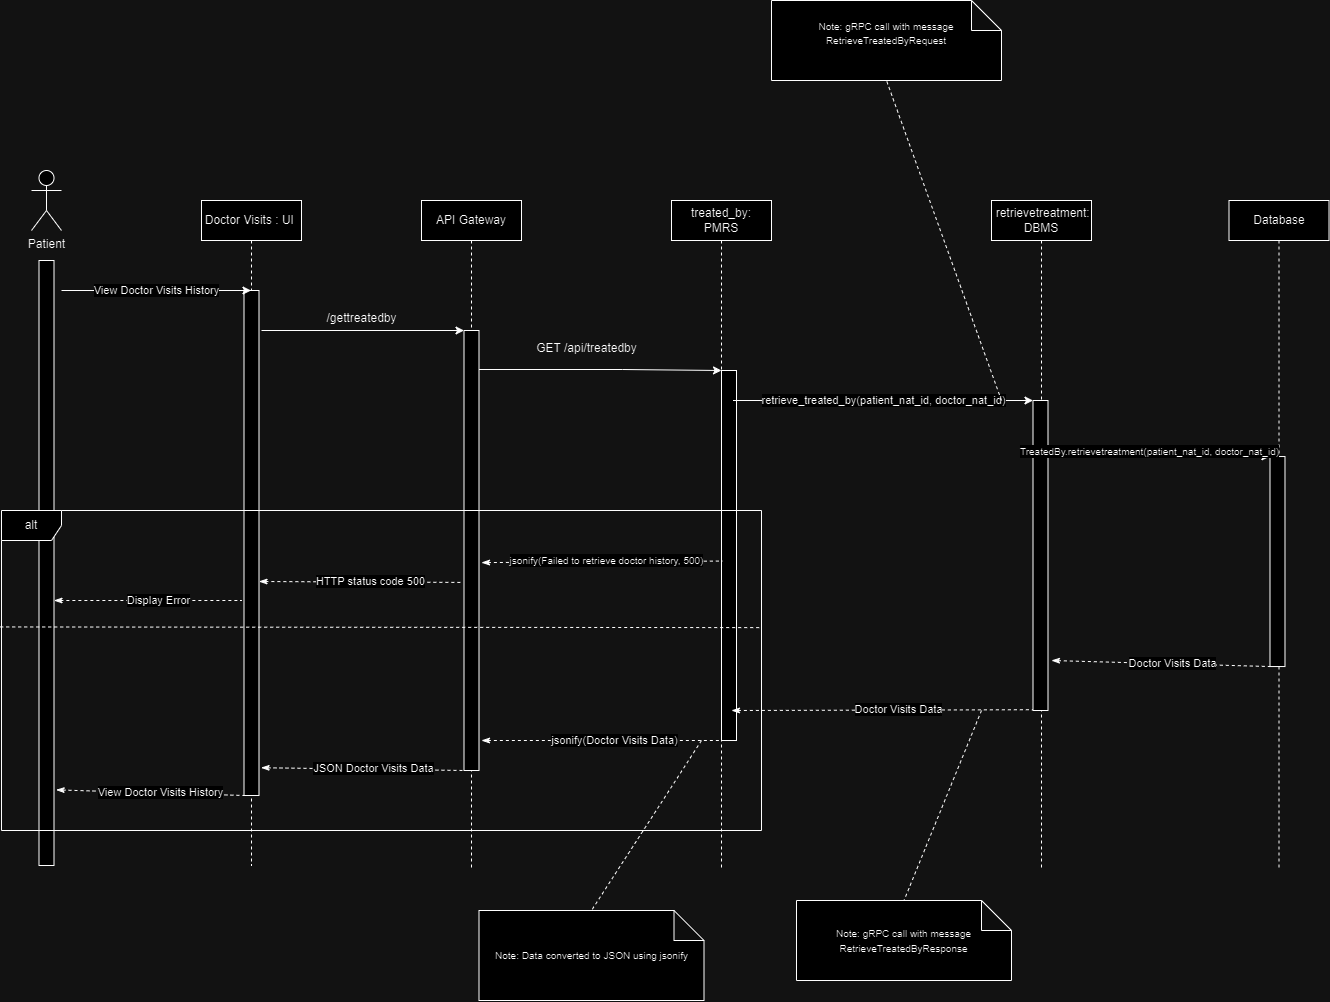 Note: gRPC call with message
RetrieveTreatedByRequest
Patient
Doctor Visits : UI
API Gateway
treated_by:
PMRS
retrievetreatment:
DBMS
Database
View Doctor Visits History
/gettreatedby
GET /api/treatedby
retrieve_treated_by(patient_nat_id, doctor_nat_id)
TreatedBy.retrievetreatment(patient_nat_id, doctor_nat_id)
alt
jsonify(Failed to retrieve doctor history, 500)
HTTP status code 500
Display Error
Doctor Visits Data
Doctor Visits Data
jsonify(Doctor Visits Data)
JSON Doctor Visits Data
View Doctor Visits History
Note: Data converted to JSON using jsonify
Note: gRPC call with message
RetrieveTreatedByResponse